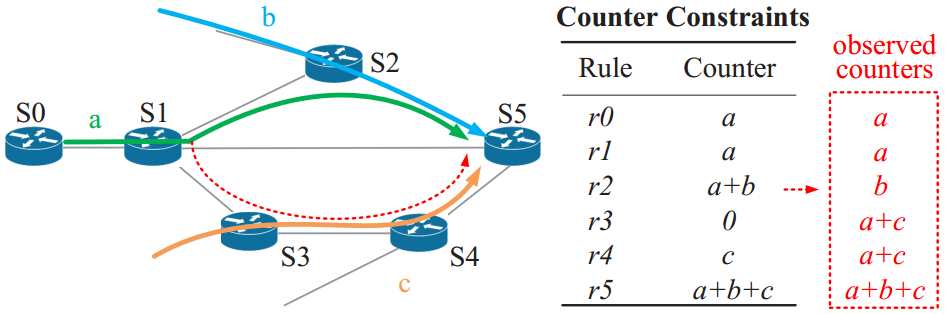 b
Counter Constraints
observed
counters
Rule Counter
S2
S0 a S1 S5
r0 a a
r1 a a
r2 a+b b
r3 0 a+c
r4 c a+c
r5 a+b+c a+b+c
S3 S4
c